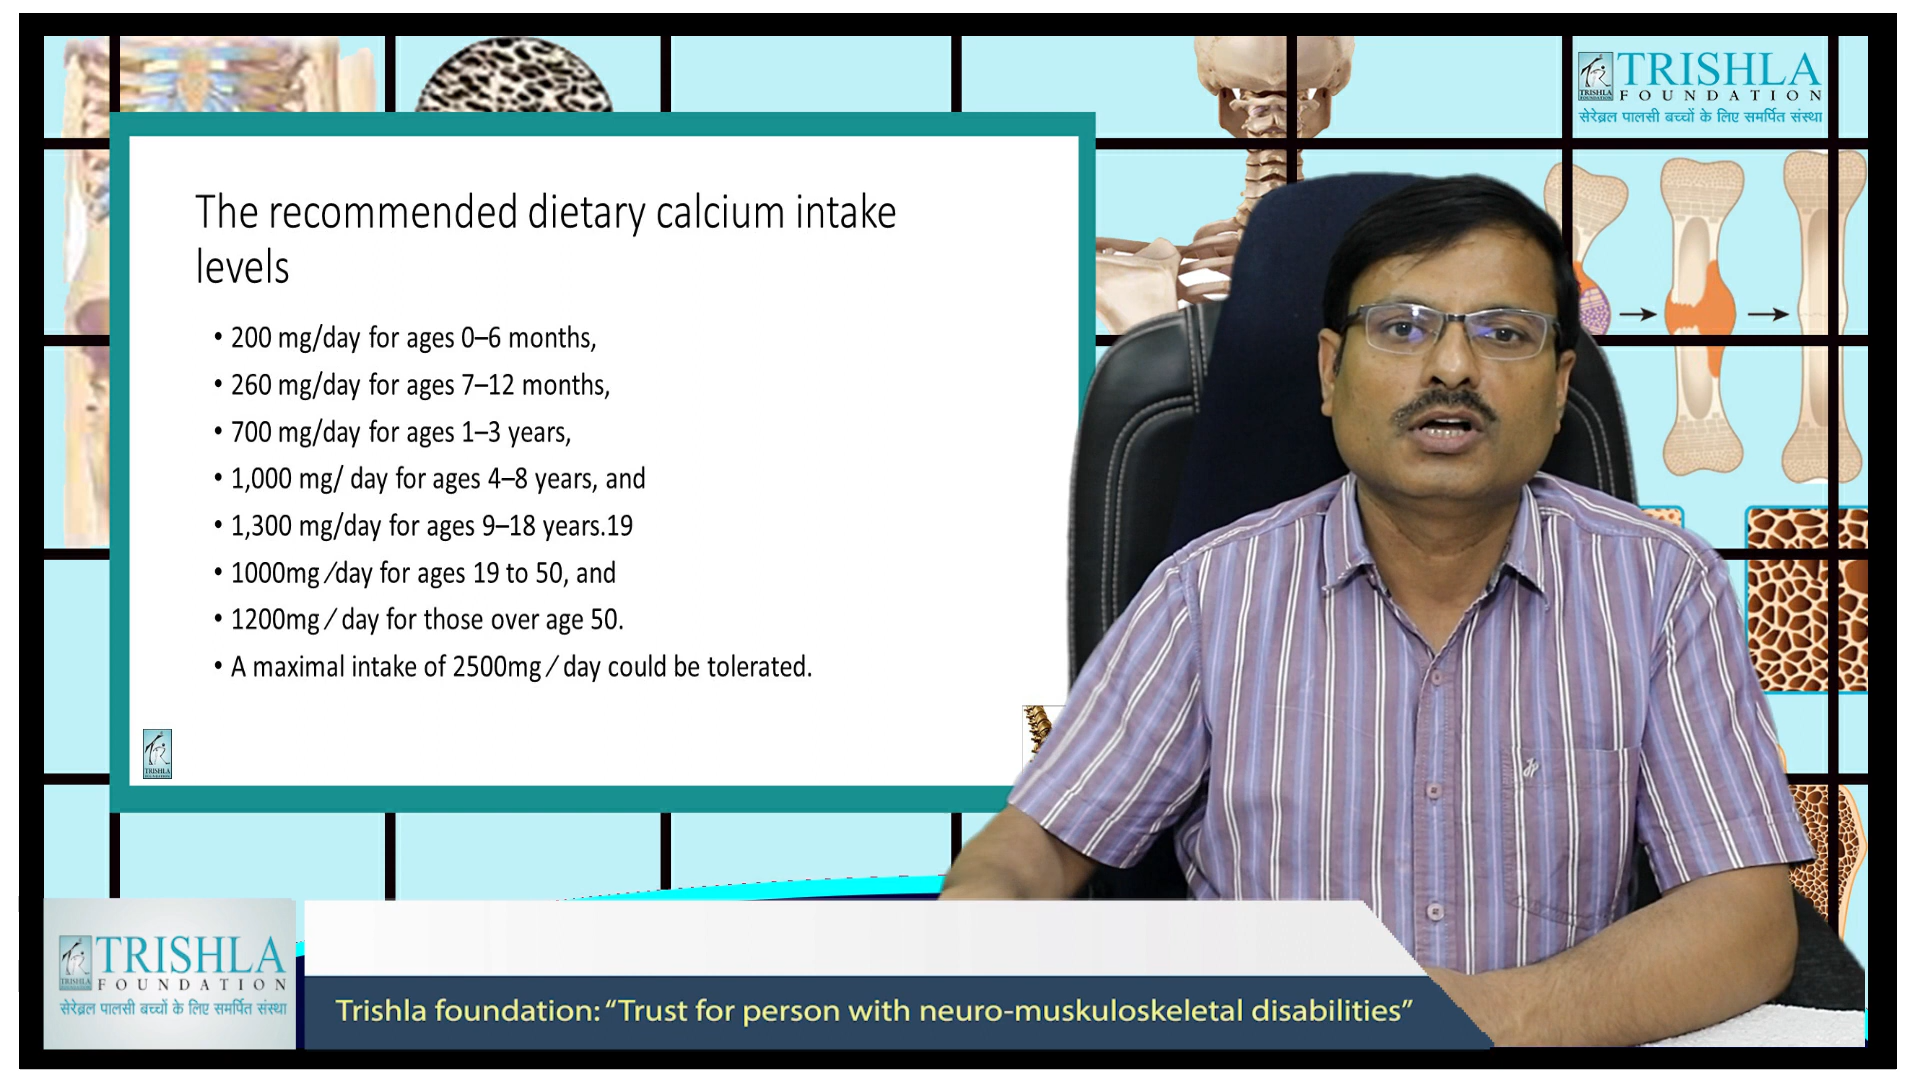 TRISHLA
FOUNDATION
सेरेब्रल पालसी बच्चों के लिए समर्पित संस्था
TRISHLA
The recommended dietary calcium intake
levels
• 200 mg/day for ages 0–6 months,
• 260 mg/day for ages 7–12 months,
• 700 mg/day for ages 1–3 years,
• 1,000 mg/ day for ages 4–8 years, and
• 1,300 mg/day for ages 9–18 years.19
• 1000mg ⁄day for ages 19 to 50, and
• 1200mg ⁄ day for those over age 50.
• A maximal intake of 2500mg ⁄ day could be tolerated.
TRISHLA
TRISHLA
FOUNDATION
सेरेब्रल पालसी बच्चों के लिए समर्पित संस्था
TRISHLA
Trishla foundation: “Trust for person with neuro-muskuloskeletal disabilities”